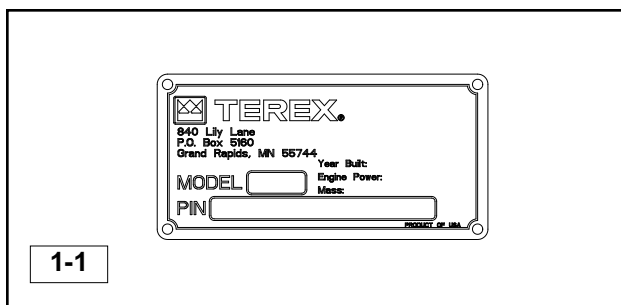 TEREX®
840 Lily Lane
P.O. Box 5160
Grand Rapids, MN 55744
Year Built:
Engine Power:
Mass:
MODEL
PIN
PRODUCT OF USA
1-1